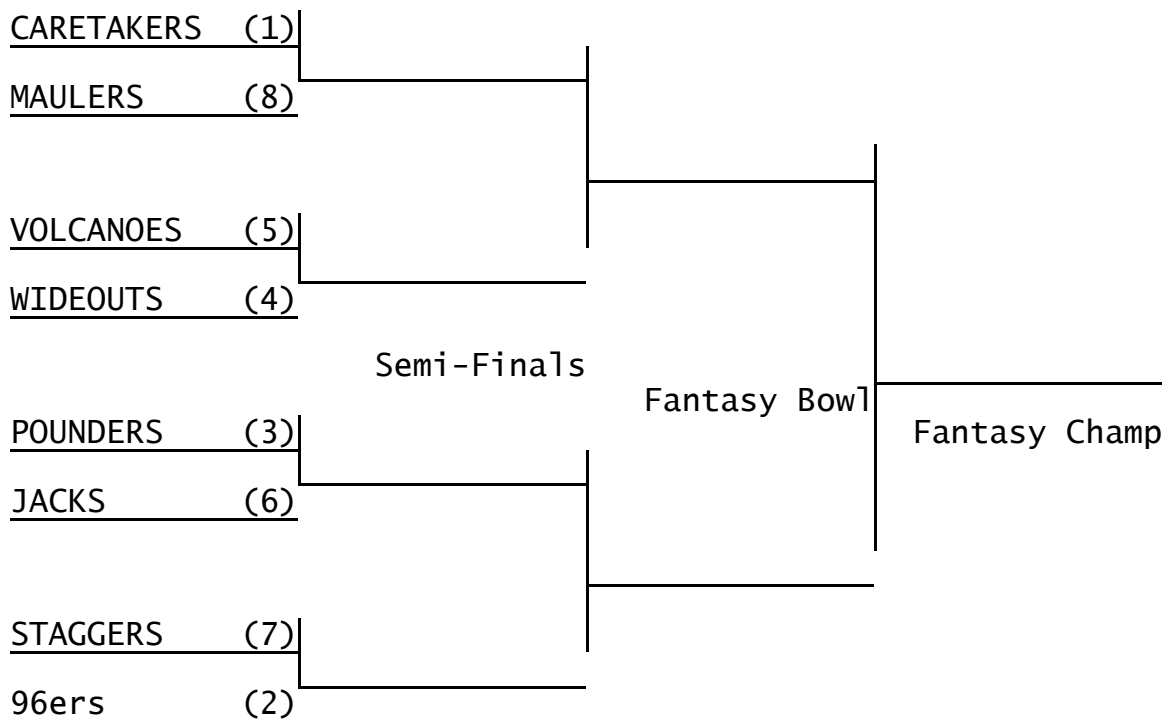 CARETAKERS (1)
MAULERS (8)
VOLCANOES (5)
WIDEOUTS (4)
Semi-Finals
Fantasy Bowl
Fantasy Champ
POUNDERS (3)
JACKS (6)
STAGGERS (7)
96ers (2)